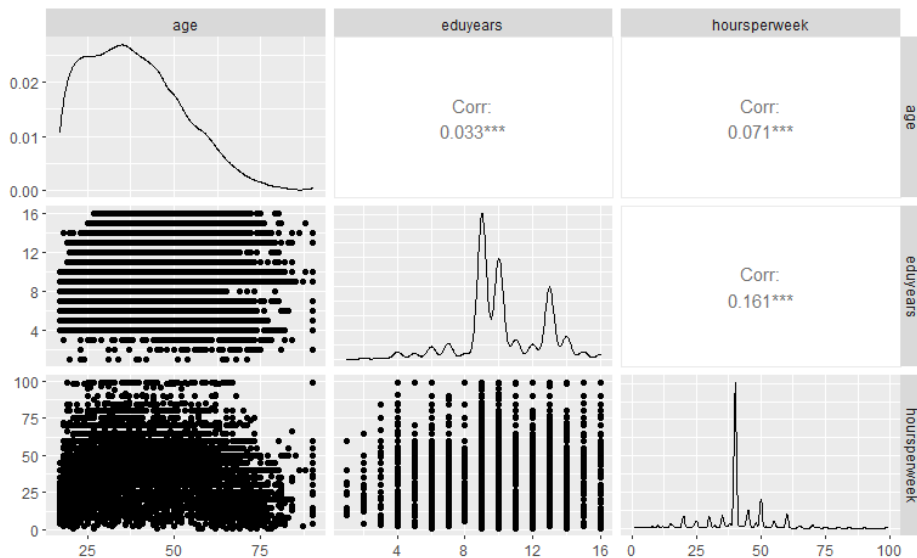 age eduyears hoursperweek
0.02
0.01
0.00
Corr:
0.033***
Corr:
0.071***
age
16
12
8
4
Corr:
0.161***
eduyears
100
75
50
25
0
hoursperweek
25 50 75 4 8 12 16 0 25 50 75 100